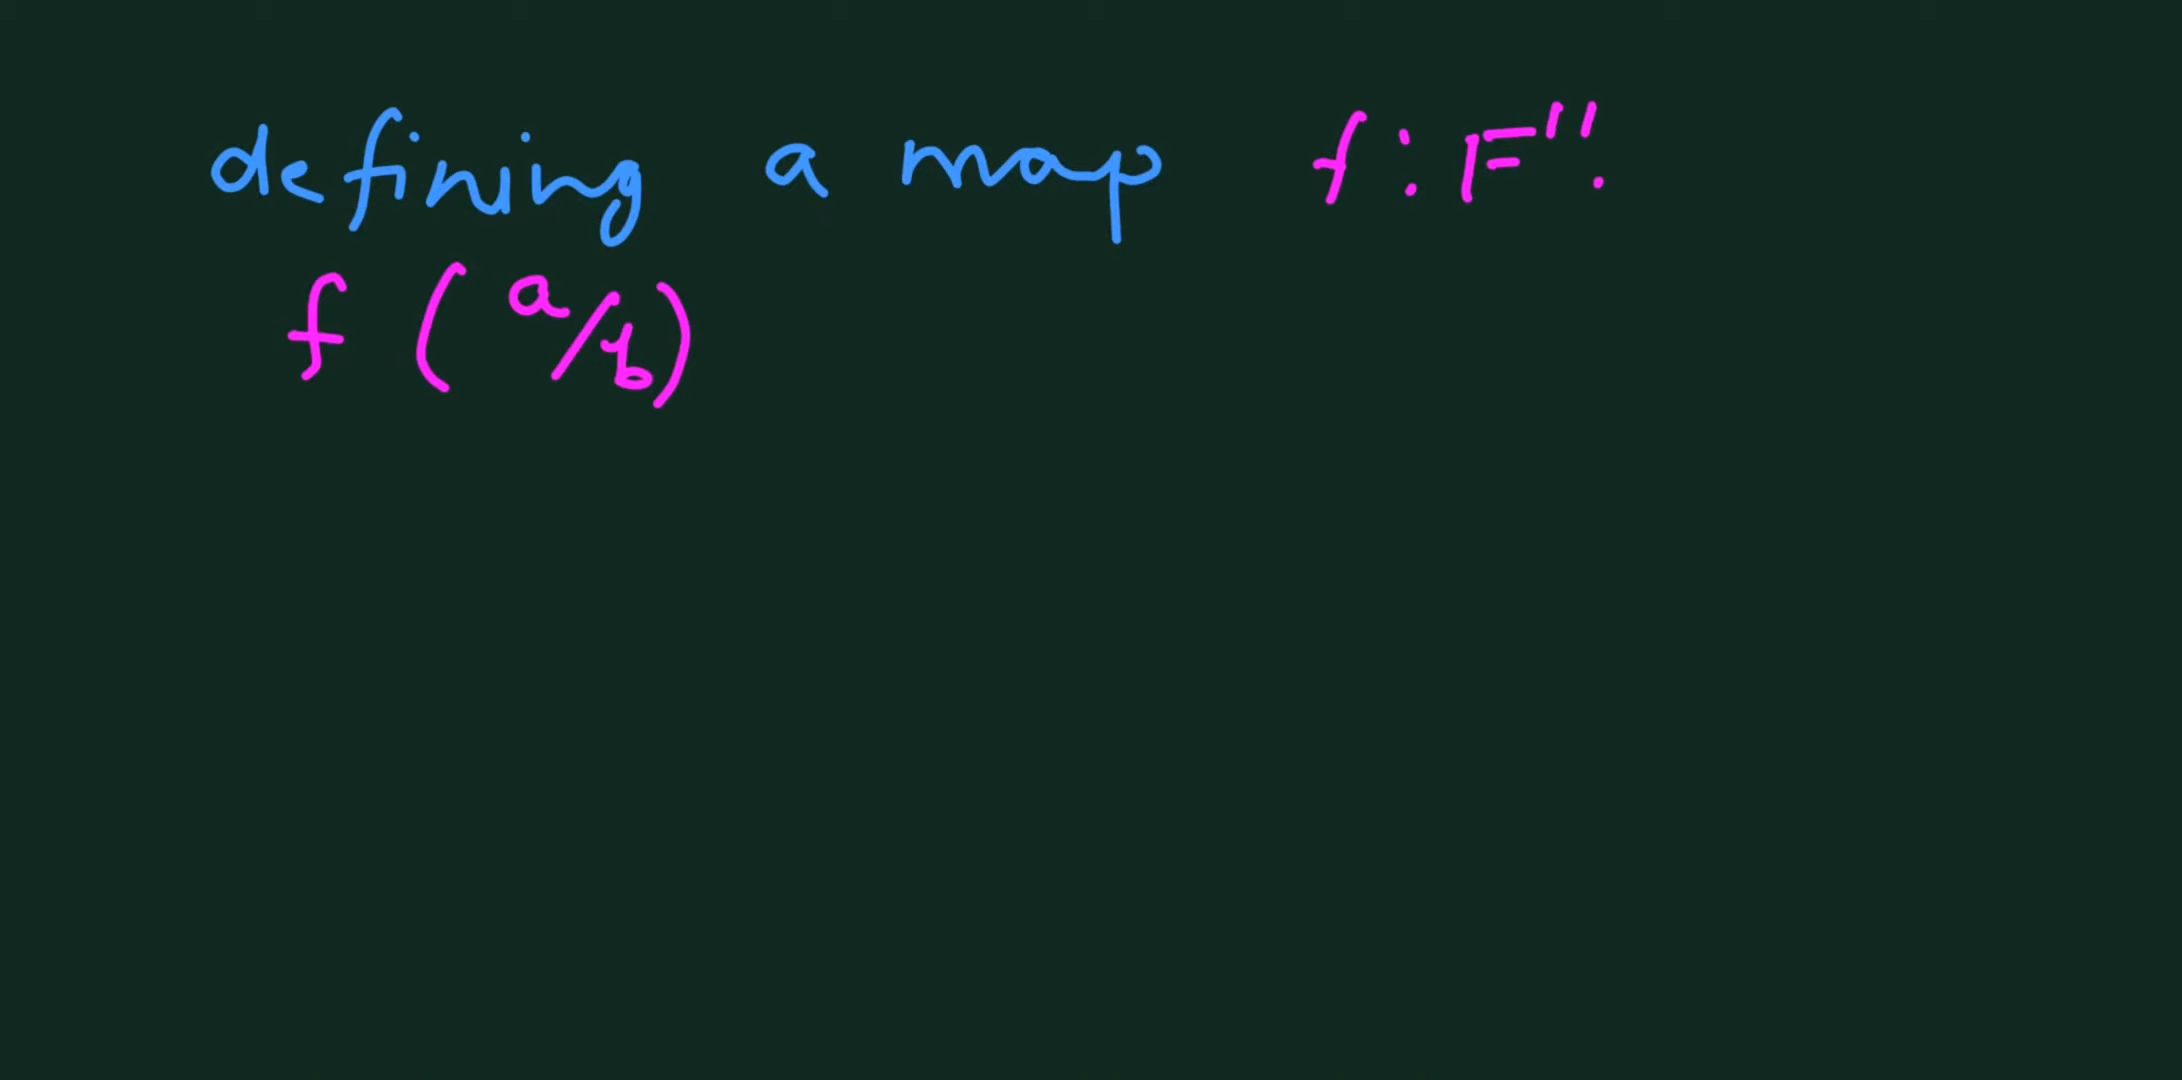 defining a map f : F" .
f ( a/b )